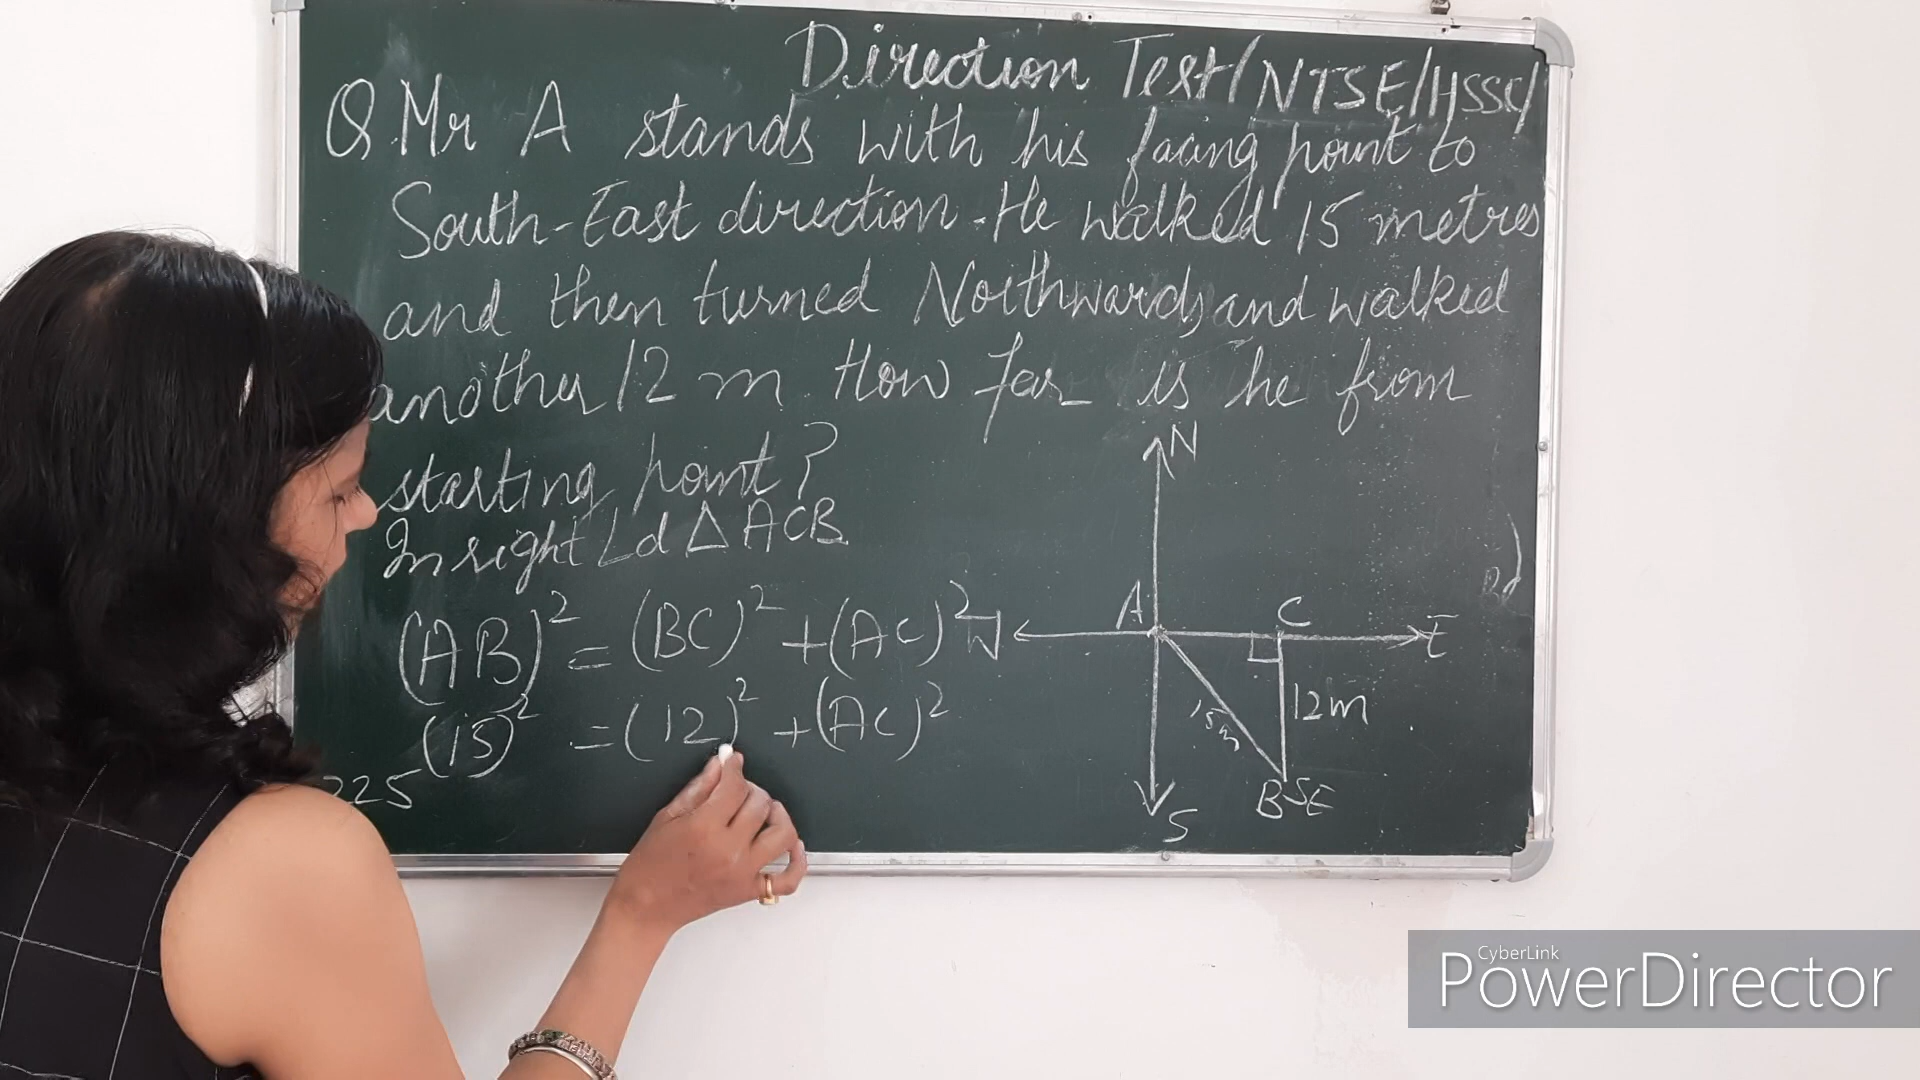 Direction Test/NTSE/HSSC/
Q Mr A stands with his facing point to
South-East direction. He walked 15 metres
and then turned Northwards, and walked
another 12 m. How far is he from
starting point?
In right ∠d △ ACB
(AB)² = (BC)² + (AC)²
(15)² = (12)² + (AC)²
225
N
A
C
W
E
12m
15m
B SE
S
CyberLink
PowerDirector